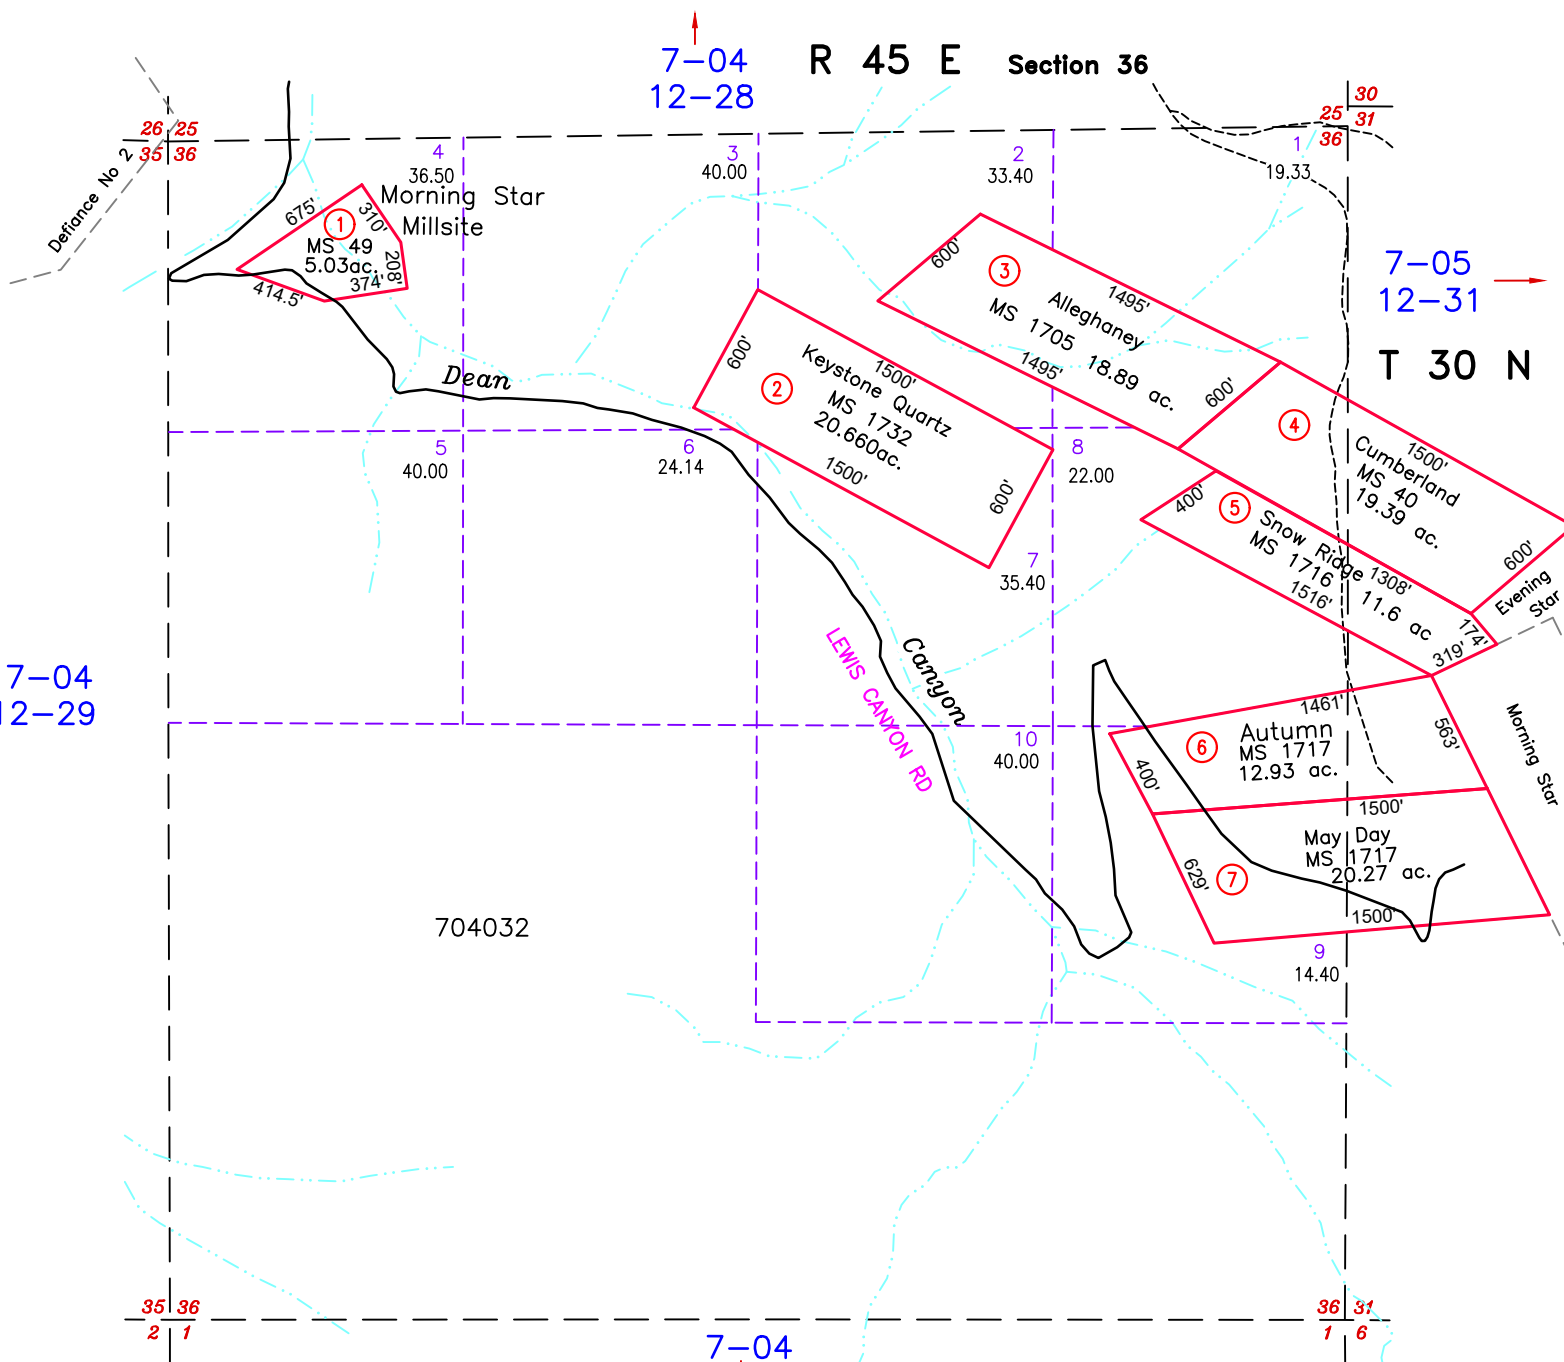 7-04
12-28
R 45 E
Section 36
26 25
35 36
25 30
36 31
Defiance No 2
4
36.50
3
40.00
2
33.40
1
19.33
Morning Star
Millsite
675'
310'
1
MS 49
5.03ac.
208'
374'
414.5'
600'
3
Alleghaney
MS 1705 18.89 ac.
1495'
1495'
600'
7-05
12-31
T 30 N
Dean
600'
2
Keystone Quartz
MS 1732
20.660ac.
1500'
1500'
600'
4
Cumberland
MS 40
19.39 ac.
1500'
600'
5
40.00
6
24.14
8
22.00
400'
5
Snow Ridge
MS 1716 11.6 ac
1308'
1516'
174'
319'
Evening
Star
7
35.40
7-04
12-29
LEWIS CANYON RD
Canyon
10
40.00
1461'
6
Autumn
MS 1717
12.93 ac.
400'
563'
1500'
Morning Star
May Day
MS 1717
20.27 ac.
7
629'
1500'
9
14.40
704032
35 36
2 1
36 31
1 6
7-04